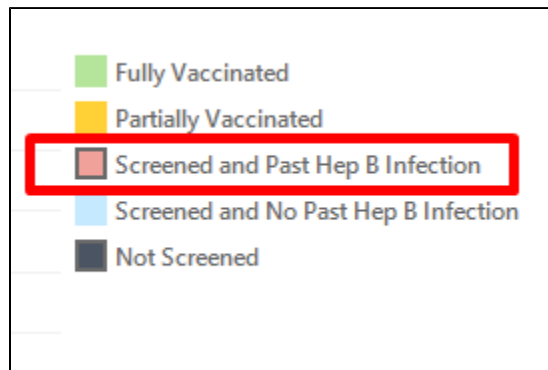 Fully Vaccinated
Partially Vaccinated
Screened and Past Hep B Infection
Screened and No Past Hep B Infection
Not Screened